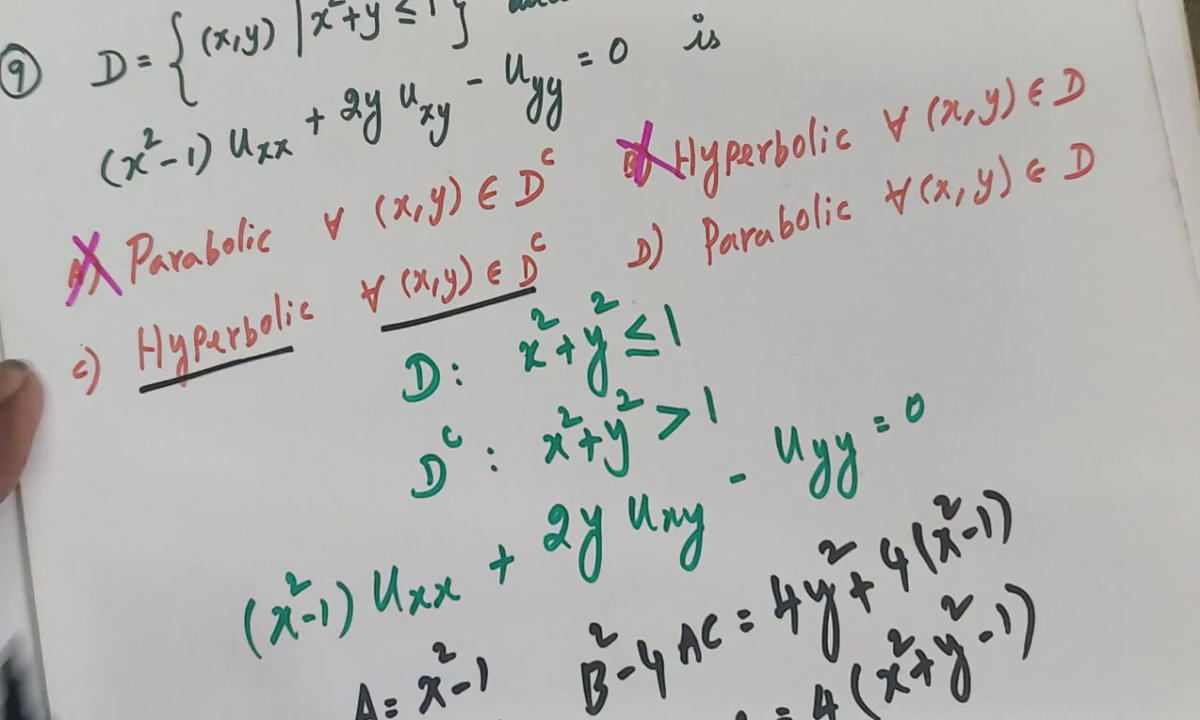 9 D = { (x,y) | x²+y ≤ 1 }
(x²-1) Uxx + 2y Uxy - Uyy = 0 is
A) Parabolic ∀ (x,y) ∈ Dᶜ B) Hyperbolic ∀ (x,y) ∈ D
c) Hyperbolic ∀ (x,y) ∈ Dᶜ D) Parabolic ∀ (x,y) ∈ D
D: x²+y² ≤ 1
Dᶜ: x²+y² > 1
(x²-1) Uxx + 2y Uxy - Uyy = 0
A = x²-1 B²-4AC = 4y²+4(x²-1)
= 4(x²+y²-1)